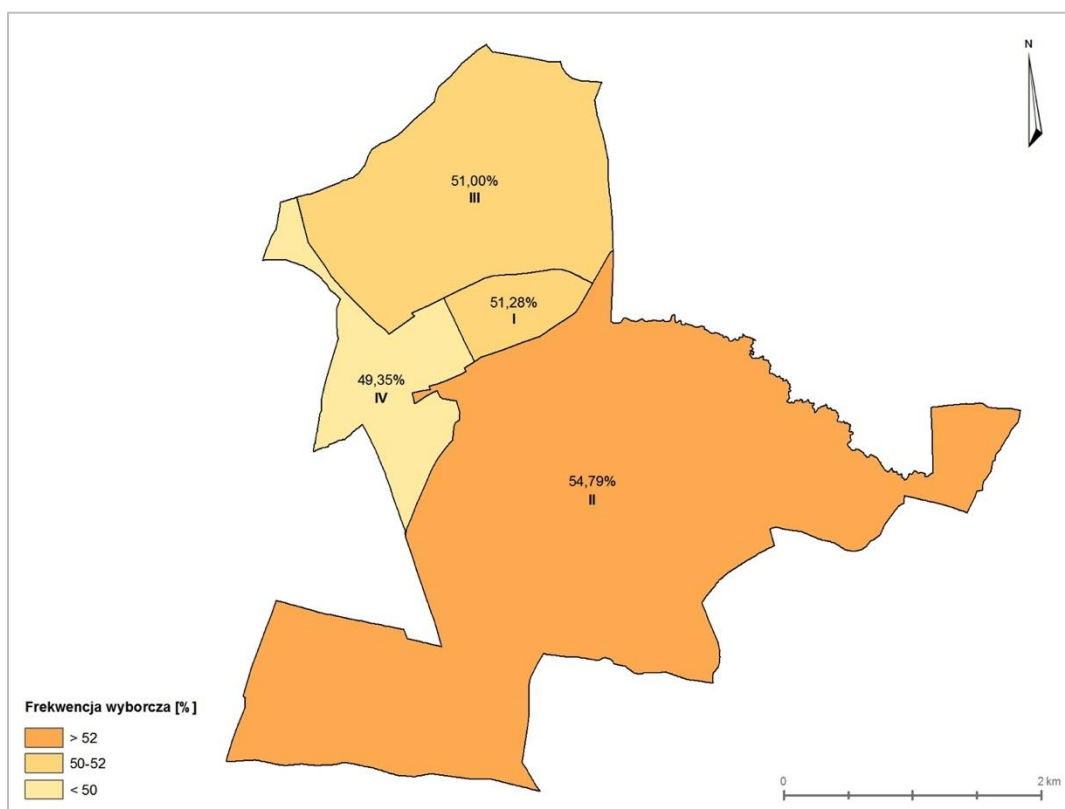 N
51,00%
III
51,28%
I
49,35%
IV
54,79%
II
Frekwencja wyborcza [%]
> 52
50-52
< 50
0
2 km